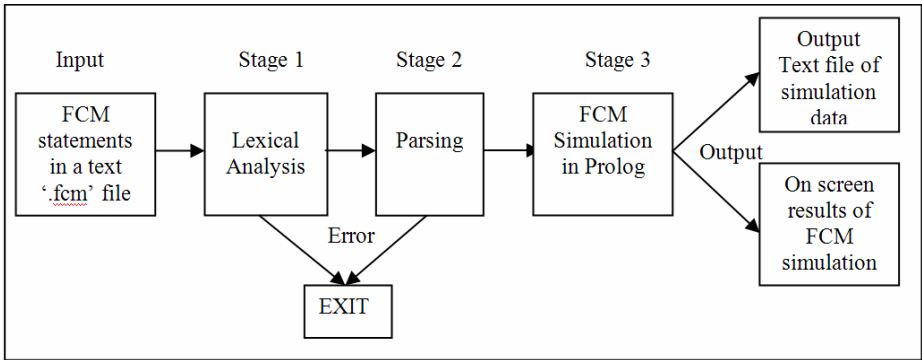 Input
Stage 1
Stage 2
Stage 3
FCM
statements
in a text
‘.fcm’ file
Lexical
Analysis
Parsing
FCM
Simulation
in Prolog
Output
Output
Text file of
simulation
data
On screen
results of
FCM
simulation
Error
EXIT